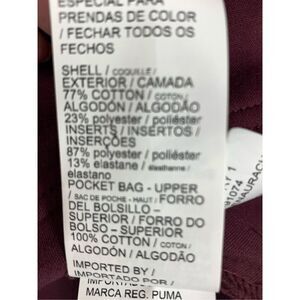 ESPECIAL PARA
PRENDAS DE COLOR
/ FECHAR TODOS OS
FECHOS
SHELL / COQUILLE /
EXTERIOR / CAMADA
77% COTTON / COTON /
ALGODÓN / ALGODÃO
23% polyester / poliéster
INSERTS / INSERTOS /
INSERÇÕES
87% polyester / poliéster
13% elastane / élasthanne /
elastano
POCKET BAG - UPPER
/ SAC DE POCHE - HAUT / FORRO
DEL BOLSILLO –
SUPERIOR / FORRO DO
BOLSO – SUPERIOR
100% COTTON / COTON /
ALGODÓN / ALGODÃO
IMPORTED BY /
IMPORTADO POR /
MARCA REG. PUMA